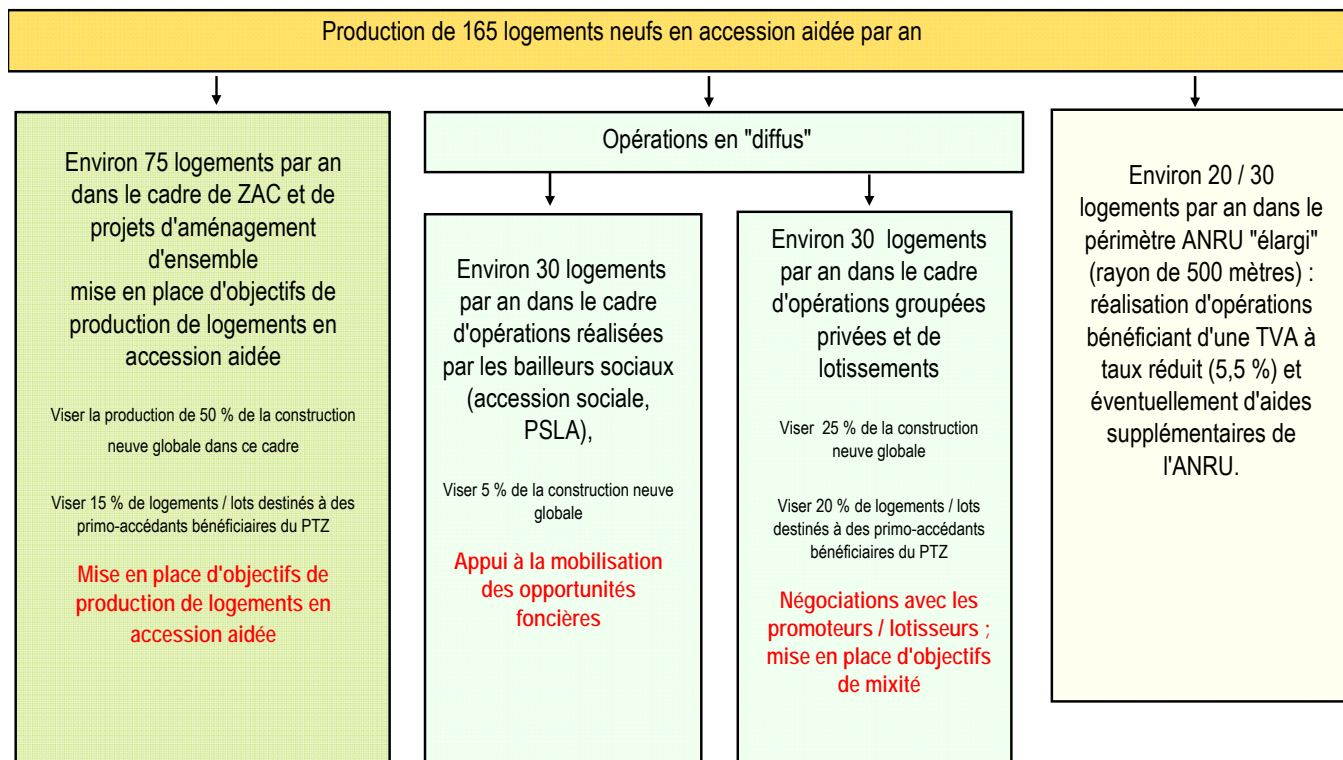 Production de 165 logements neufs en accession aidée par an
Environ 75 logements par an
dans le cadre de ZAC et de
projets d'aménagement
d'ensemble
mise en place d'objectifs de
production de logements en
accession aidée
Viser la production de 50 % de la construction
neuve globale dans ce cadre
Viser 15 % de logements / lots destinés à des
primo-accédants bénéficiaires du PTZ
Mise en place d'objectifs de
production de logements en
accession aidée
Opérations en "diffus"
Environ 30 logements
par an dans le cadre
d'opérations réalisées
par les bailleurs sociaux
(accession sociale,
PSLA),
Viser 5 % de la construction neuve
globale
Appui à la mobilisation
des opportunités
foncières
Environ 30 logements
par an dans le cadre
d'opérations groupées
privées et de
lotissements
Viser 25 % de la construction
neuve globale
Viser 20 % de logements / lots
destinés à des primo-accédants
bénéficiaires du PTZ
Négociations avec les
promoteurs / lotisseurs ;
mise en place d'objectifs
de mixité
Environ 20 / 30
logements par an dans le
périmètre ANRU "élargi"
(rayon de 500 mètres) :
réalisation d'opérations
bénéficiant d'une TVA à
taux réduit (5,5 %) et
éventuellement d'aides
supplémentaires de
l'ANRU.